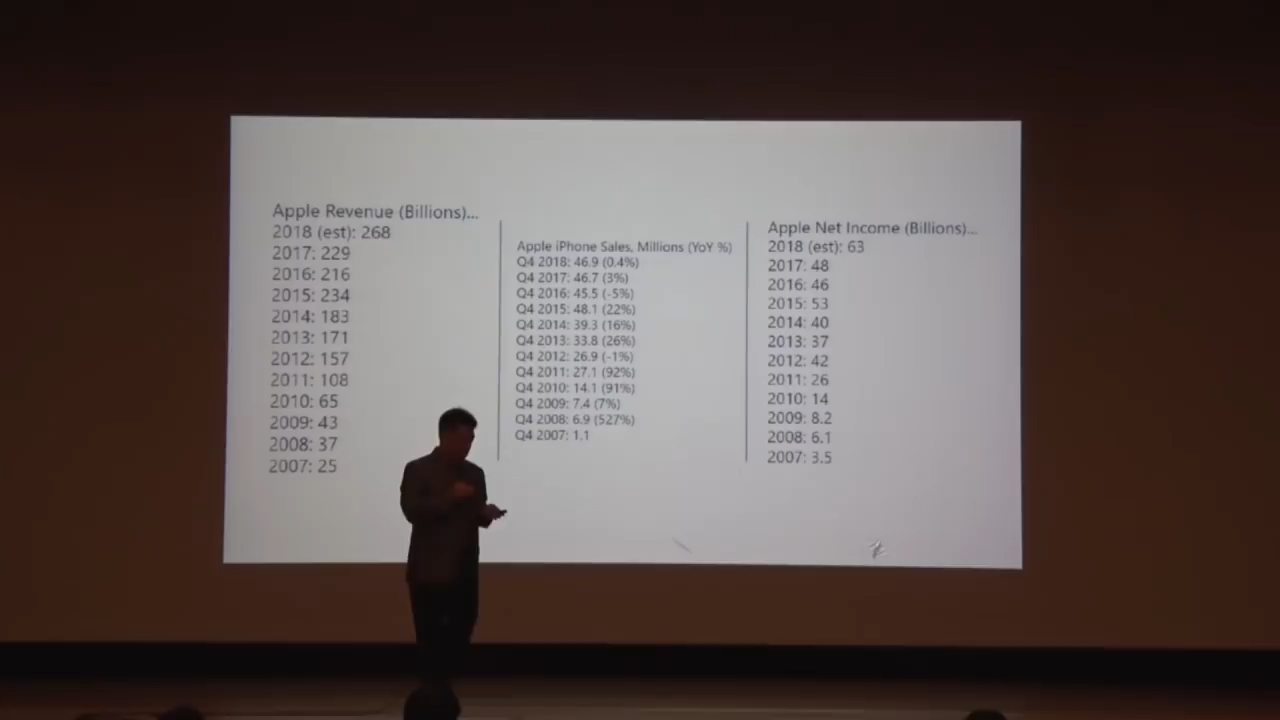 Apple Revenue (Billions)...
2018 (est): 268
2017: 229
2016: 216
2015: 234
2014: 183
2013: 171
2012: 157
2011: 108
2010: 65
2009: 43
2008: 37
2007: 25
Apple iPhone Sales, Millions (YoY %)
Q4 2018: 46.9 (0.4%)
Q4 2017: 46.7 (3%)
Q4 2016: 45.5 (-5%)
Q4 2015: 48.1 (22%)
Q4 2014: 39.3 (16%)
Q4 2013: 33.8 (26%)
Q4 2012: 26.9 (-1%)
Q4 2011: 27.1 (92%)
Q4 2010: 14.1 (91%)
Q4 2009: 7.4 (7%)
Q4 2008: 6.9 (527%)
Q4 2007: 1.1
Apple Net Income (Billions)...
2018 (est): 63
2017: 48
2016: 46
2015: 53
2014: 40
2013: 37
2012: 42
2011: 26
2010: 14
2009: 8.2
2008: 6.1
2007: 3.5